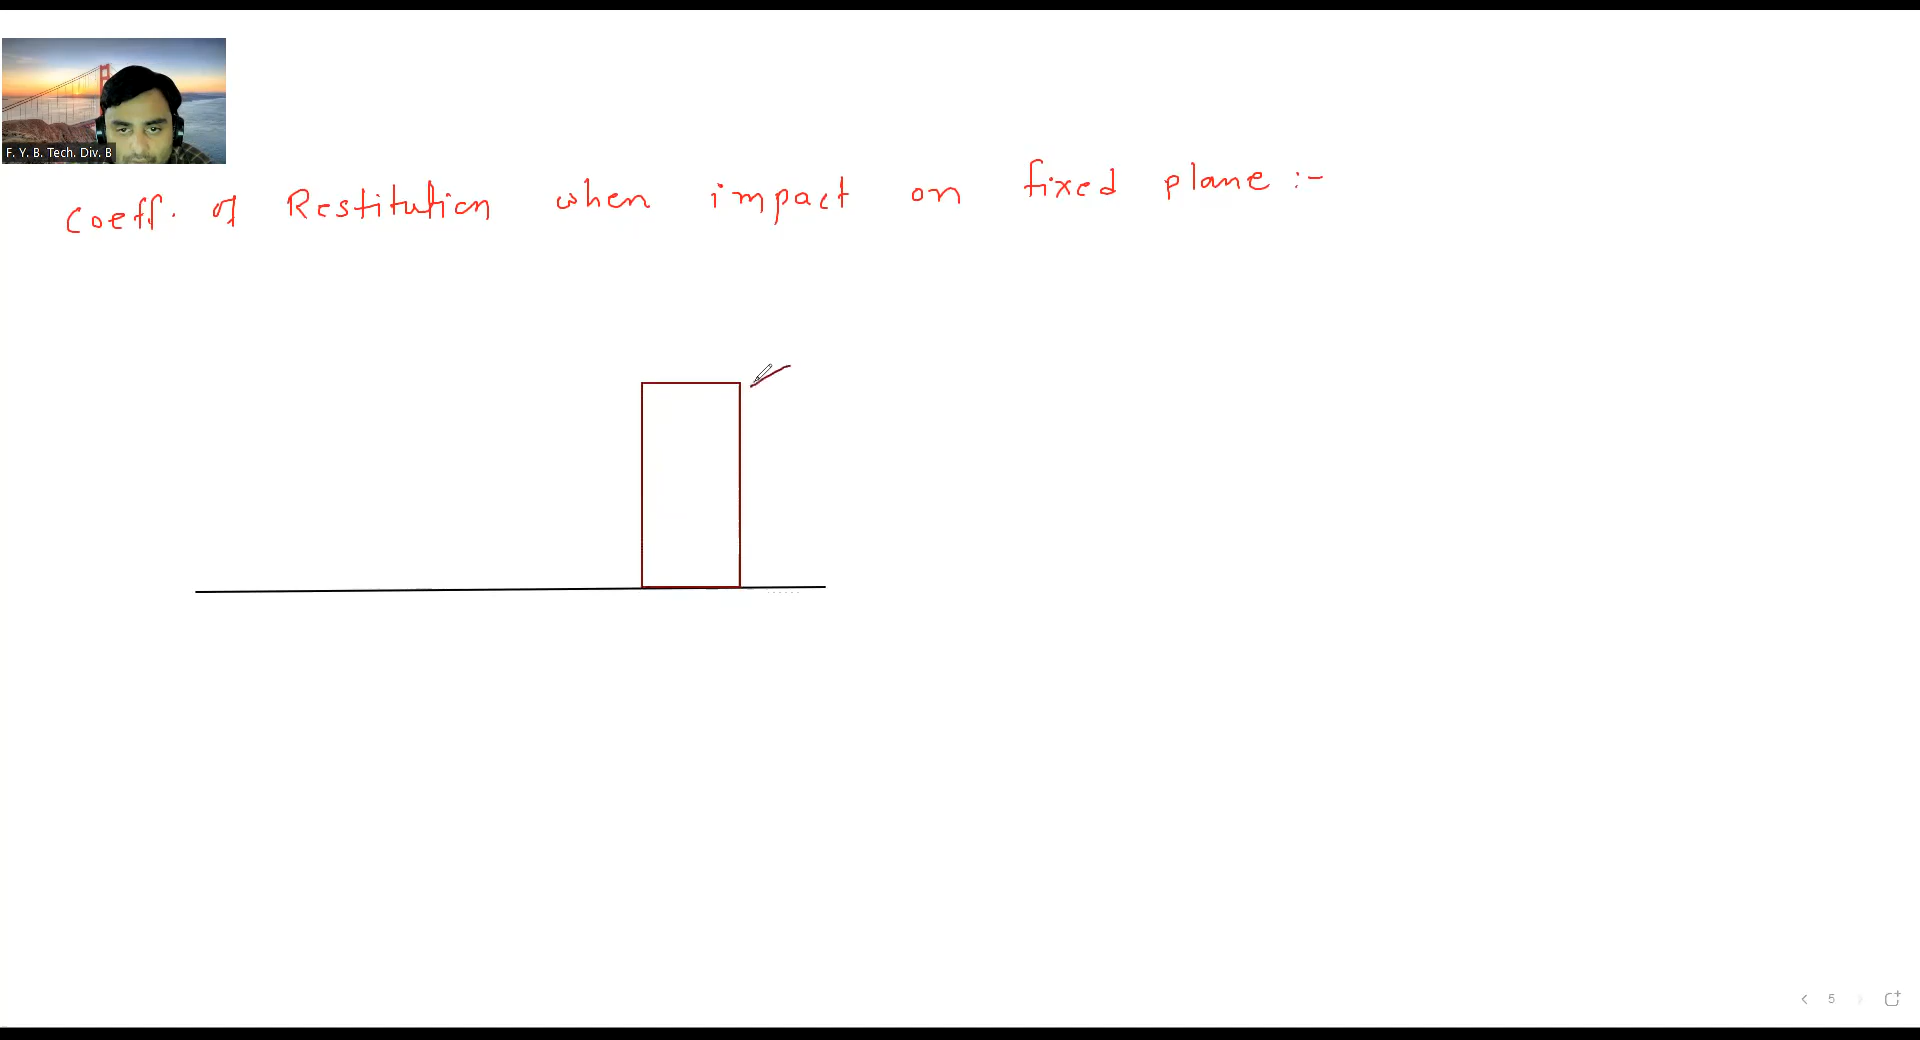 F. Y. B. Tech. Div. B
Coeff. of Restitution when impact on fixed plane :-
5